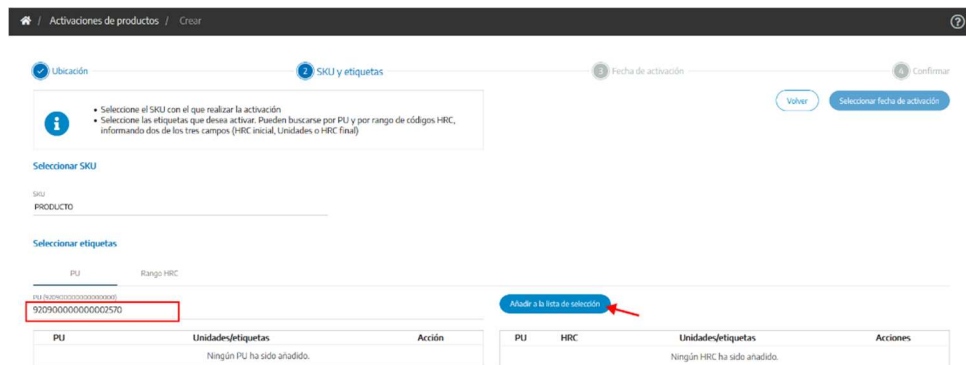 / Activaciones de productos / Crear
Ubicación
2 SKU y etiquetas
3 Fecha de activación
4 Confirmar
• Seleccione el SKU con el que realizar la activación
• Seleccione las etiquetas que desea activar. Pueden buscarse por PU y por rango de códigos HRC,
informando dos de los tres campos (HRC inicial, Unidades o HRC final)
Volver
Seleccionar fecha de activación
Seleccionar SKU
SKU
PRODUCTO
Seleccionar etiquetas
PU Rango HRC
920900000000002570
Añadir a la lista de selección
PU Unidades/etiquetas Acción
Ningún PU ha sido añadido.
PU HRC Unidades/etiquetas Acciones
Ningún HRC ha sido añadido.